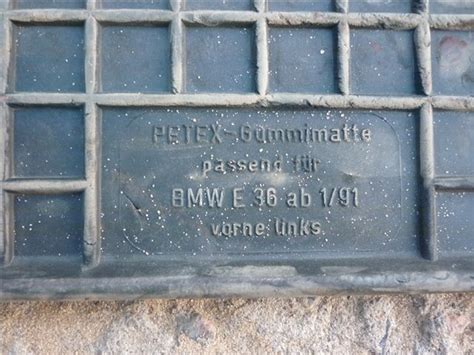 PETEX-Gummimatte
passend für
BMW E 36 ab 1/91
vorne links